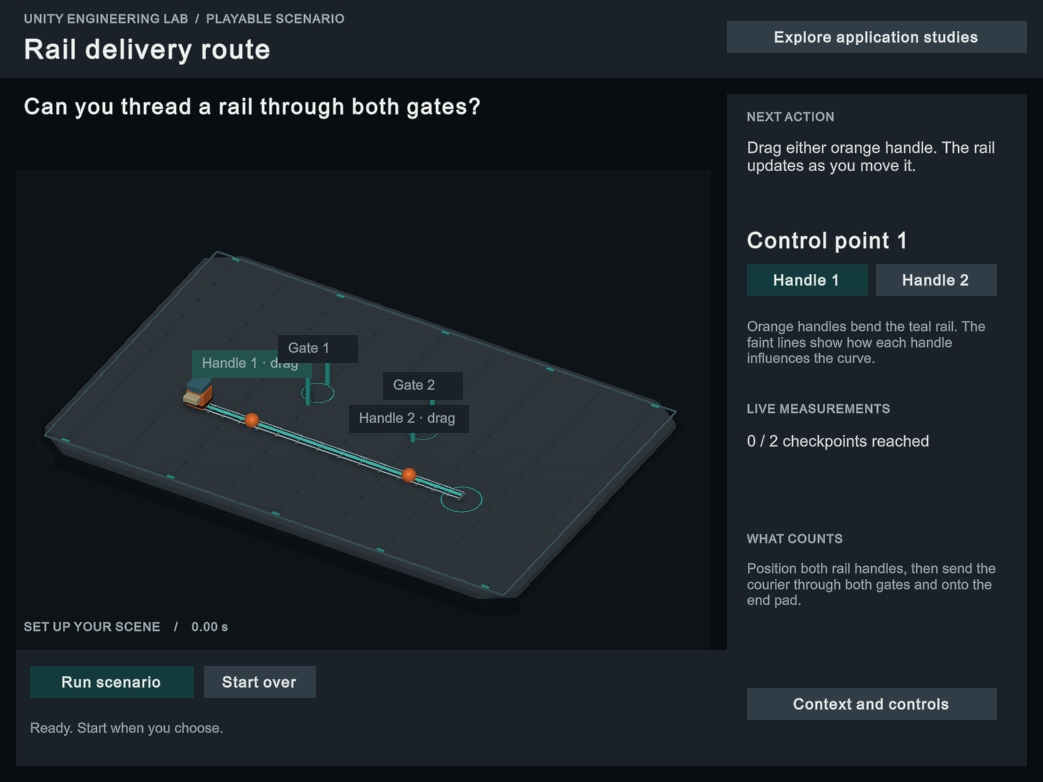 UNITY ENGINEERING LAB / PLAYABLE SCENARIO
Rail delivery route
Explore application studies
Can you thread a rail through both gates?
NEXT ACTION
Drag either orange handle. The rail
updates as you move it.
Control point 1
Handle 1
Handle 2
Orange handles bend the teal rail. The
faint lines show how each handle
influences the curve.
Gate 1
Handle 1 · drag
Gate 2
Handle 2 · drag
LIVE MEASUREMENTS
0 / 2 checkpoints reached
WHAT COUNTS
Position both rail handles, then send the
courier through both gates and onto the
end pad.
SET UP YOUR SCENE / 0.00 s
Run scenario
Start over
Context and controls
Ready. Start when you choose.